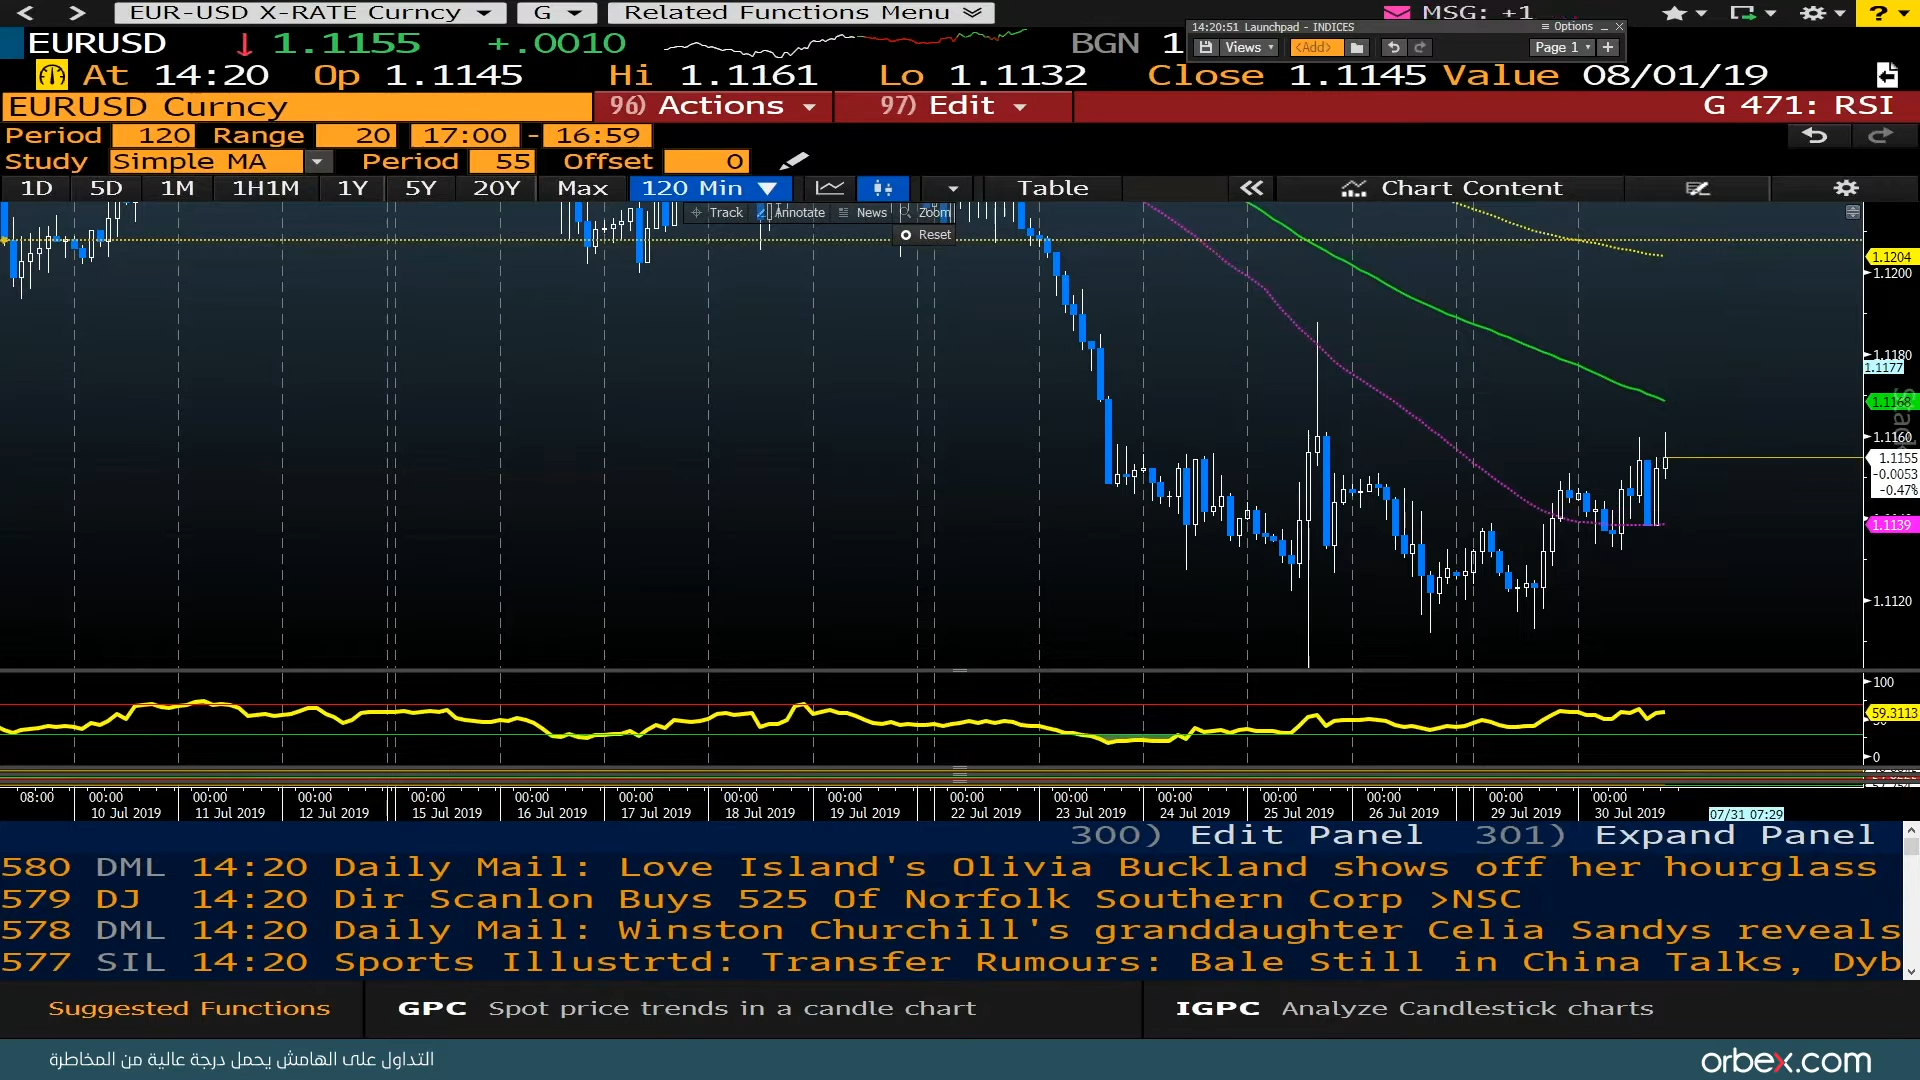 EUR-USD X-RATE Curncy G Related Functions Menu MSG: +1 ?
14:20:51 Launchpad - INDICES Options
EURUSD 1.1155 +.0010 BGN 1
Views <Add> Page 1 +
At 14:20 Op 1.1145 Hi 1.1161 Lo 1.1132 Close 1.1145 Value 08/01/19
EURUSD Curncy 96) Actions 97) Edit G 471: RSI
Period 120 Range 20 17:00 - 16:59
Study Simple MA Period 55 Offset 0
1D 5D 1M 1H1M 1Y 5Y 20Y Max 120 Min Table Chart Content
Track Annotate News Zoom
Reset
1.1204
1.1200
1.1180
1.1177
1.1168
1.1160
1.1155
-0.0053
-0.47%
1.1139
1.1120
100
59.3113
0
08:00 00:00 00:00 00:00 00:00 00:00 00:00 00:00 00:00 00:00 00:00 00:00 00:00 00:00 00:00 00:00
10 Jul 2019 11 Jul 2019 12 Jul 2019 15 Jul 2019 16 Jul 2019 17 Jul 2019 18 Jul 2019 19 Jul 2019 22 Jul 2019 23 Jul 2019 24 Jul 2019 25 Jul 2019 26 Jul 2019 29 Jul 2019 30 Jul 2019 07/31 07:29
300) Edit Panel 301) Expand Panel
580 DML 14:20 Daily Mail: Love Island's Olivia Buckland shows off her hourglass
579 DJ 14:20 Dir Scanlon Buys 525 Of Norfolk Southern Corp >NSC
578 DML 14:20 Daily Mail: Winston Churchill's granddaughter Celia Sandys reveals
577 SIL 14:20 Sports Illustrtd: Transfer Rumours: Bale Still in China Talks, Dyb
Suggested Functions GPC Spot price trends in a candle chart IGPC Analyze Candlestick charts
التداول على الهامش يحمل درجة عالية من المخاطرة
orbex.com